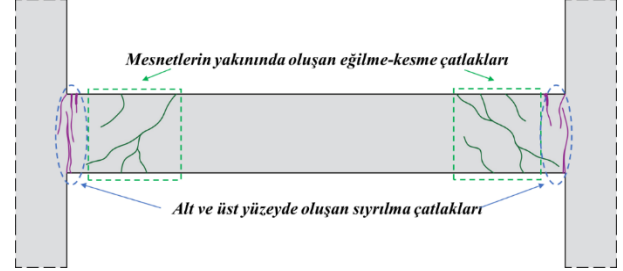 Mesnetlerin yakınında oluşan eğilme-kesme çatlakları
Alt ve üst yüzeyde oluşan sıyrılma çatlakları